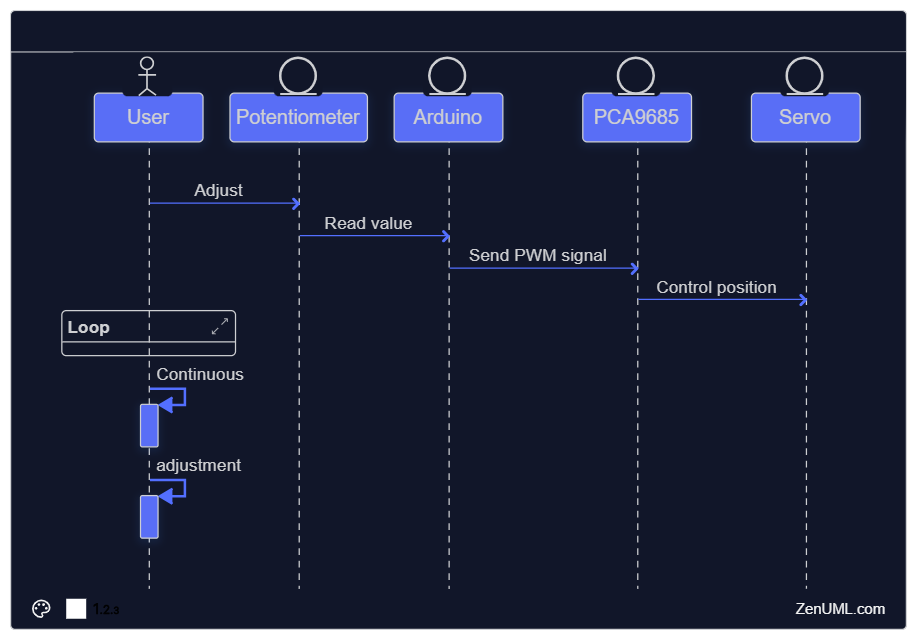 User
Potentiometer
Arduino
PCA9685
Servo
Adjust
Read value
Send PWM signal
Control position
Loop
Continuous
adjustment
1.2.3
ZenUML.com